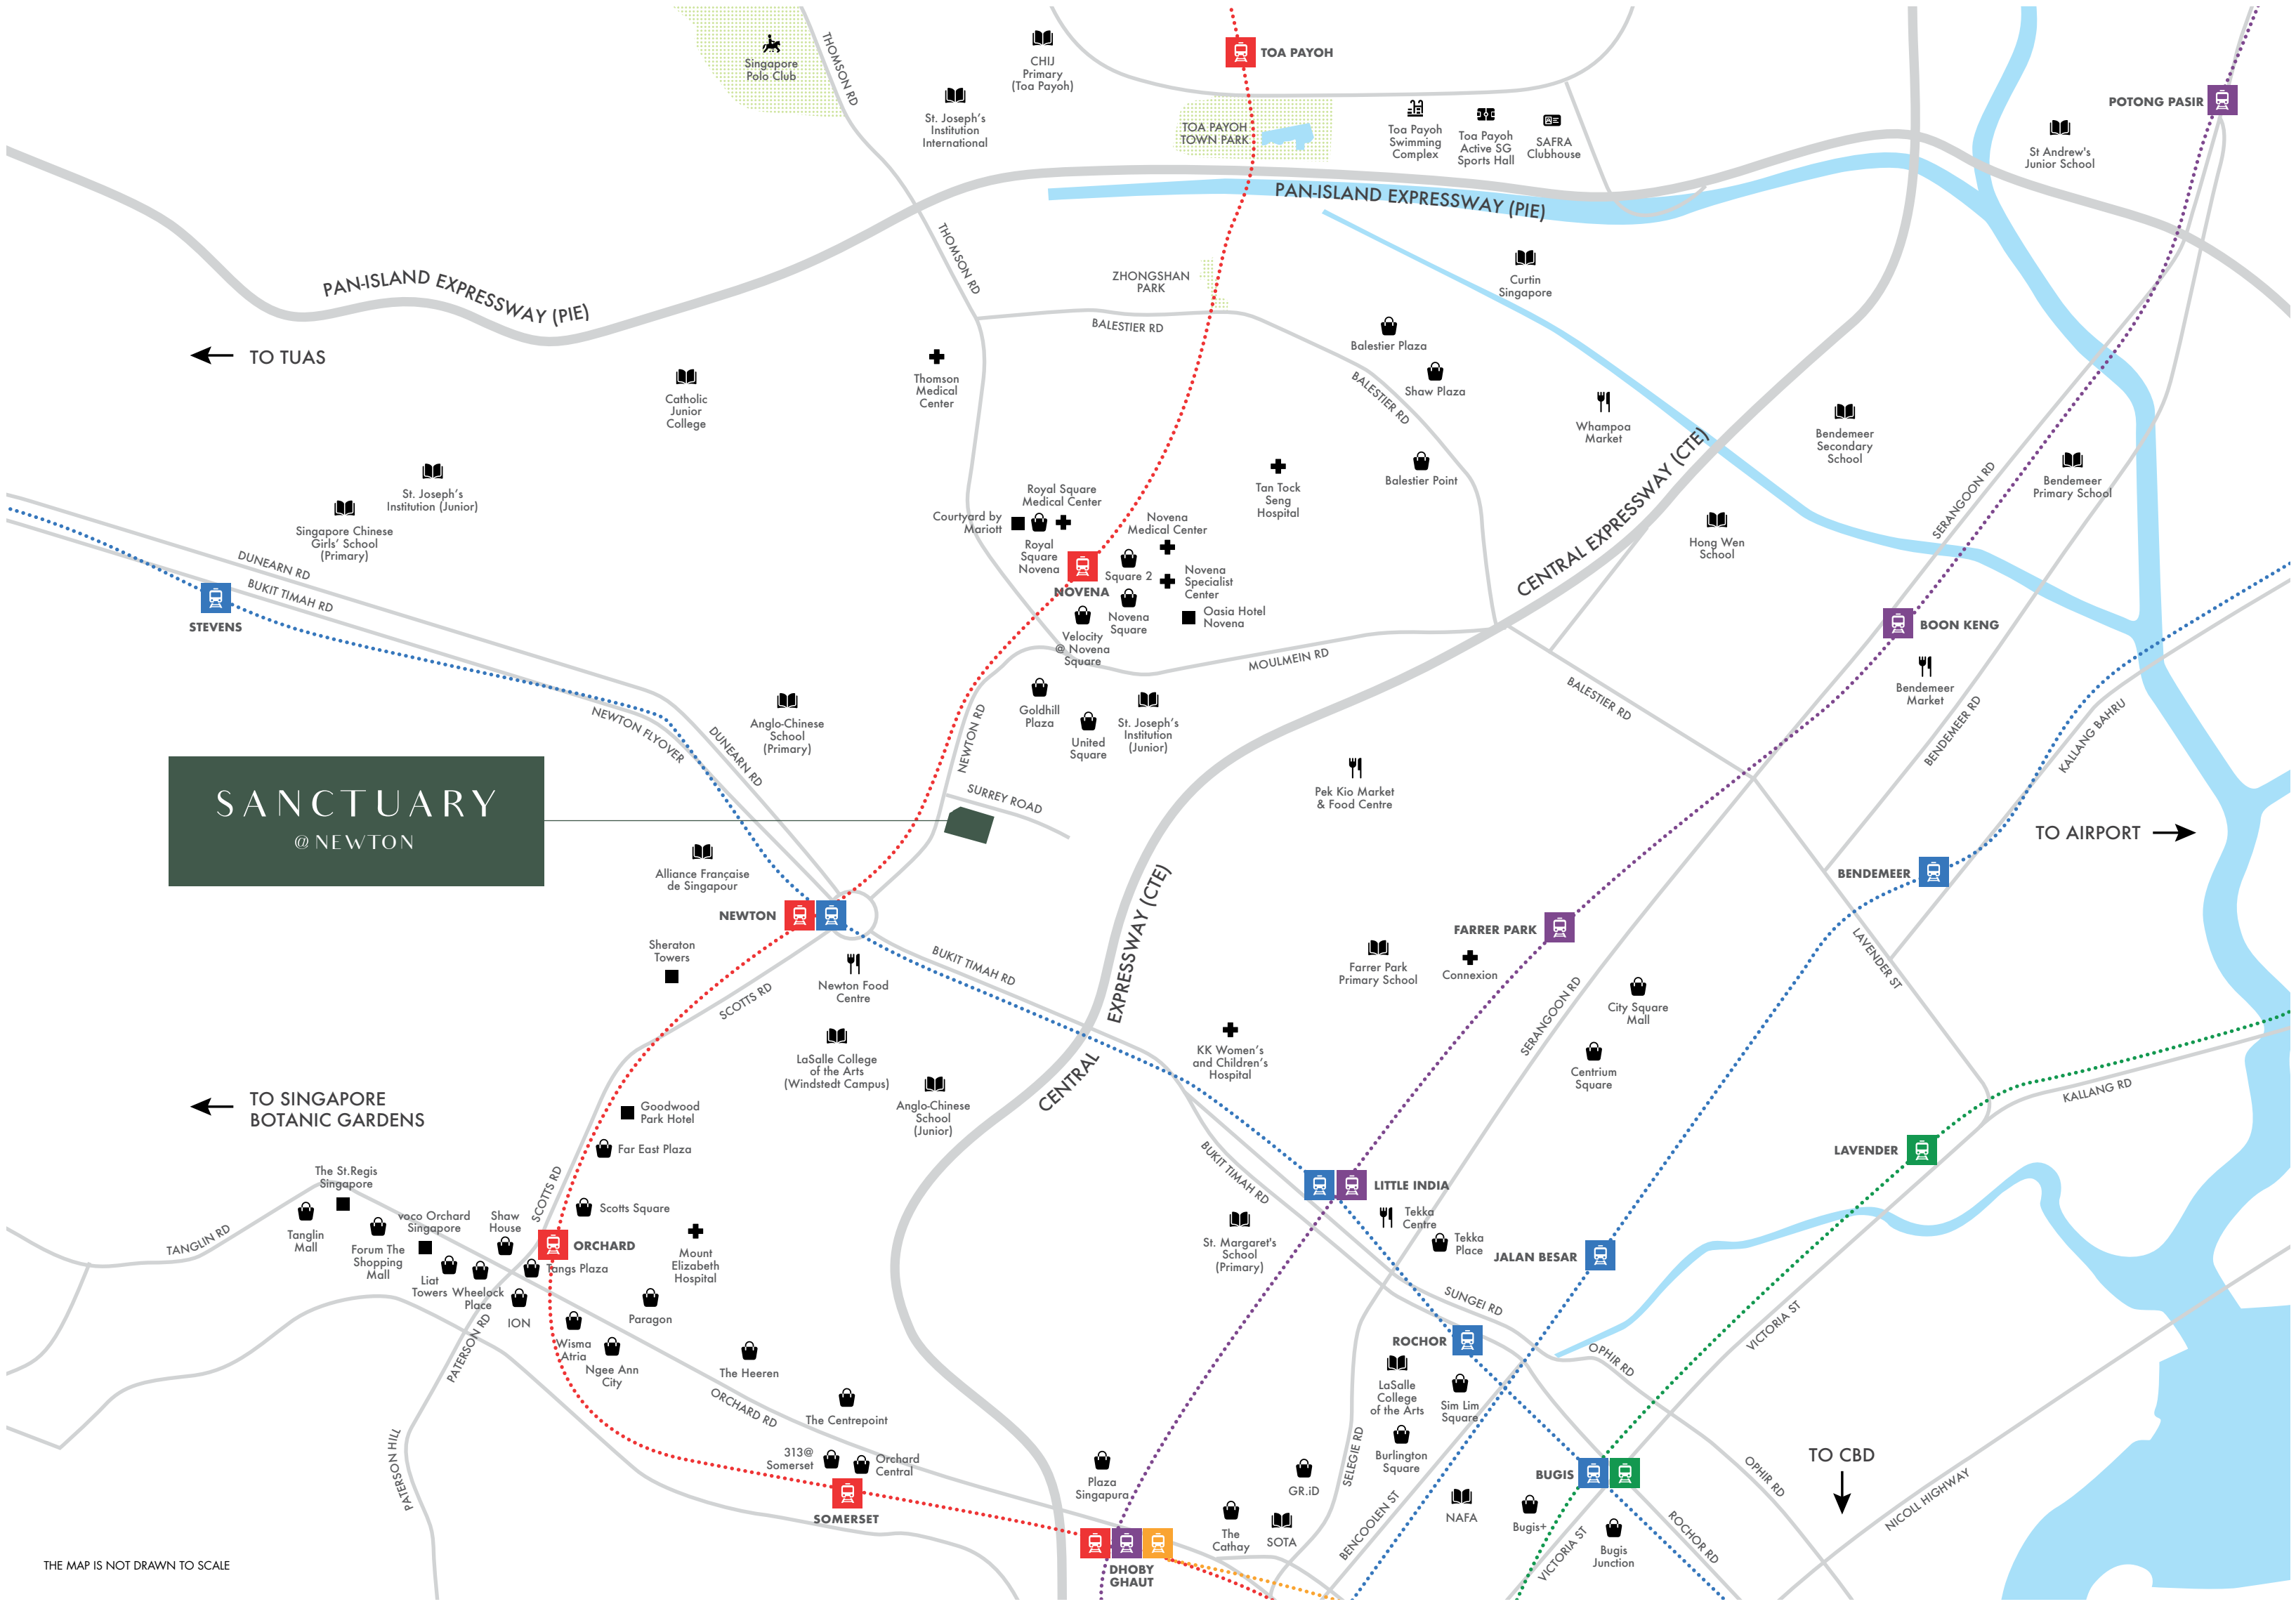 THOMSON RD
Singapore
Polo Club
CHIJ
Primary
(Toa Payoh)
St. Joseph's
Institution
International
TOA PAYOH
TOA PAYOH
TOWN PARK
Toa Payoh
Swimming
Complex
Toa Payoh
Active SG
Sports Hall
SAFRA
Clubhouse
POTONG PASIR
St Andrew's
Junior School
PAN-ISLAND EXPRESSWAY (PIE)
THOMSON RD
ZHONGSHAN
PARK
Curtin
Singapore
PAN-ISLAND EXPRESSWAY (PIE)
BALESTIER RD
Balestier Plaza
TO TUAS
Catholic
Junior
College
Thomson
Medical
Center
BALESTIER RD
Shaw Plaza
Whampoa
Market
Bendemeer
Secondary
School
CENTRAL EXPRESSWAY (CTE)
St. Joseph's
Institution (Junior)
Singapore Chinese
Girls' School
(Primary)
Royal Square
Medical Center
Courtyard by
Mariott
Royal
Square
Novena
Novena
Medical Center
Tan Tock
Seng
Hospital
Balestier Point
Hong Wen
School
SERANGOON RD
Bendemeer
Primary School
DUNEARN RD
BUKIT TIMAH RD
STEVENS
NOVENA
Square 2
Novena
Specialist
Center
Velocity
@ Novena
Square
Novena
Square
Oasia Hotel
Novena
MOULMEIN RD
BOON KENG
Bendemeer
Market
BALESTIER RD
BENDEMEER RD
KALLANG BAHRU
NEWTON FLYOVER
DUNEARN RD
Anglo-Chinese
School
(Primary)
NEWTON RD
Goldhill
Plaza
United
Square
St. Joseph's
Institution
(Junior)
SURREY ROAD
Pek Kio Market
& Food Centre
SANCTUARY
@ NEWTON
TO AIRPORT
Alliance Française
de Singapour
NEWTON
BENDEMEER
FARRER PARK
LAVENDER ST
Sheraton
Towers
SCOTTS RD
Newton Food
Centre
BUKIT TIMAH RD
CENTRAL EXPRESSWAY (CTE)
Farrer Park
Primary School
Connexion
SERANGOON RD
City Square
Mall
Centrium
Square
LaSalle College
of the Arts
(Windstedt Campus)
Anglo-Chinese
School
(Junior)
KK Women's
and Children's
Hospital
KALLANG RD
LAVENDER
TO SINGAPORE
BOTANIC GARDENS
Goodwood
Park Hotel
Far East Plaza
Scotts Square
SCOTTS RD
The St.Regis
Singapore
TANGLIN RD
Tanglin
Mall
Forum The
Shopping
Mall
voco Orchard
Singapore
Shaw
House
ORCHARD
Liat
Towers
Wheelock
Place
Tangs Plaza
ION
Mount
Elizabeth
Hospital
Paragon
Wisma
Atria
Ngee Ann
City
PATERSON RD
The Heeren
ORCHARD RD
The Centrepoint
PATERSON HILL
313@
Somerset
Orchard
Central
SOMERSET
BUKIT TIMAH RD
LITTLE INDIA
St. Margaret's
School
(Primary)
Tekka
Centre
Tekka
Place
JALAN BESAR
SUNGEI RD
ROCHOR
LaSalle
College
of the Arts
Sim Lim
Square
OPHIR RD
VICTORIA ST
Burlington
Square
SELEGIE RD
Plaza
Singapura
GR.iD
BUGIS
OPHIR RD
TO CBD
NICOLL HIGHWAY
The
Cathay
SOTA
BENCOOLEN ST
NAFA
Bugis+
VICTORIA ST
Bugis
Junction
ROCHOR RD
DHOBY
GHAUT
THE MAP IS NOT DRAWN TO SCALE